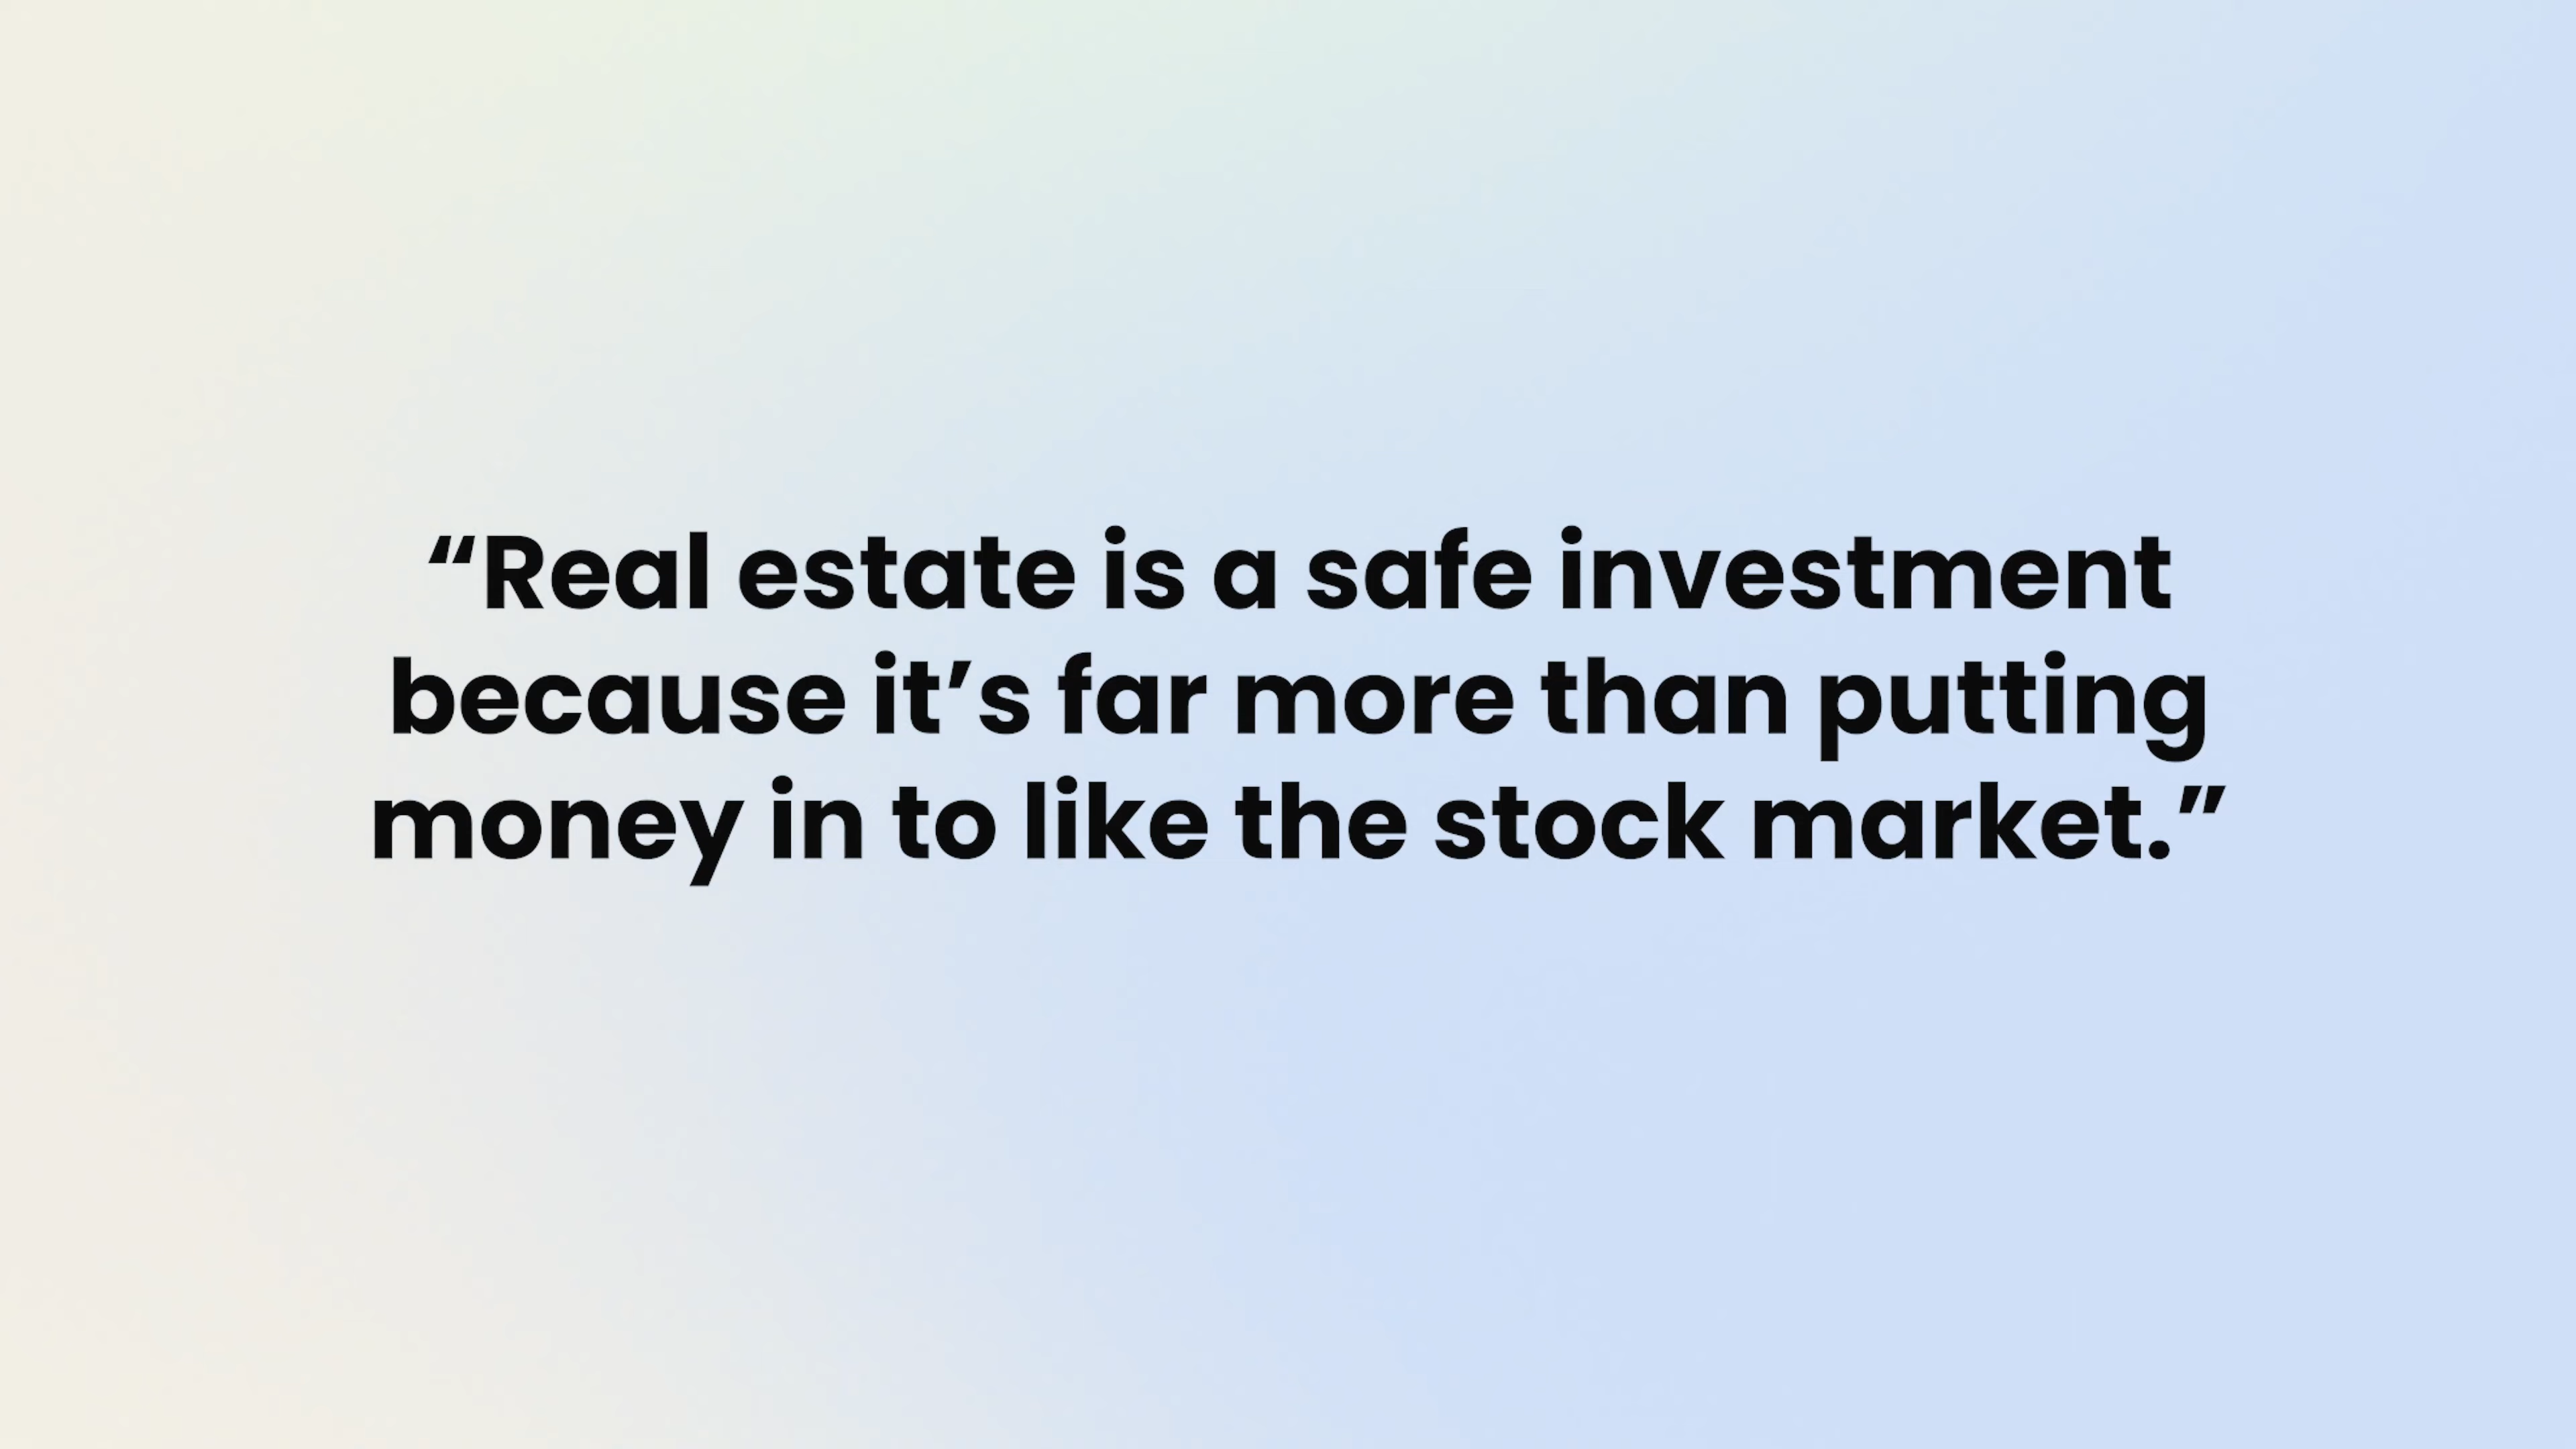 “Real estate is a safe investment
because it’s far more than putting
money in to like the stock market.”